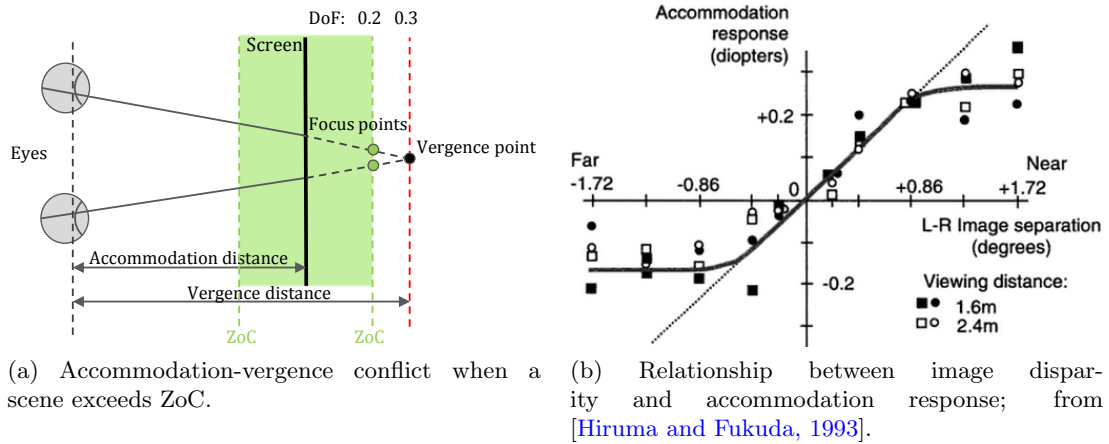 DoF: 0.2 0.3
Screen
Focus points
Vergence point
Eyes
Accommodation distance
Vergence distance
ZoC
ZoC
(a) Accommodation-vergence conflict when a
scene exceeds ZoC.
Accommodation
response
(diopters)
+0.2
Far
Near
-1.72
-0.86
0
+0.86
+1.72
L-R Image separation
(degrees)
-0.2
Viewing distance:
1.6m
2.4m
(b) Relationship between image dispar-
ity and accommodation response; from
[Hiruma and Fukuda, 1993].